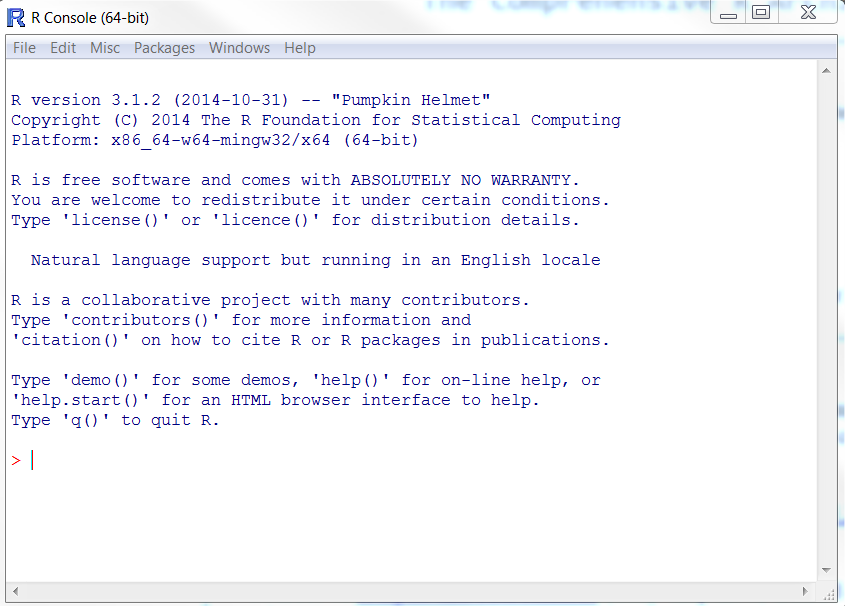 R Console (64-bit)
File Edit Misc Packages Windows Help
R version 3.1.2 (2014-10-31) -- "Pumpkin Helmet"
Copyright (C) 2014 The R Foundation for Statistical Computing
Platform: x86_64-w64-mingw32/x64 (64-bit)
R is free software and comes with ABSOLUTELY NO WARRANTY.
You are welcome to redistribute it under certain conditions.
Type 'license()' or 'licence()' for distribution details.
Natural language support but running in an English locale
R is a collaborative project with many contributors.
Type 'contributors()' for more information and
'citation()' on how to cite R or R packages in publications.
Type 'demo()' for some demos, 'help()' for on-line help, or
'help.start()' for an HTML browser interface to help.
Type 'q()' to quit R.
>